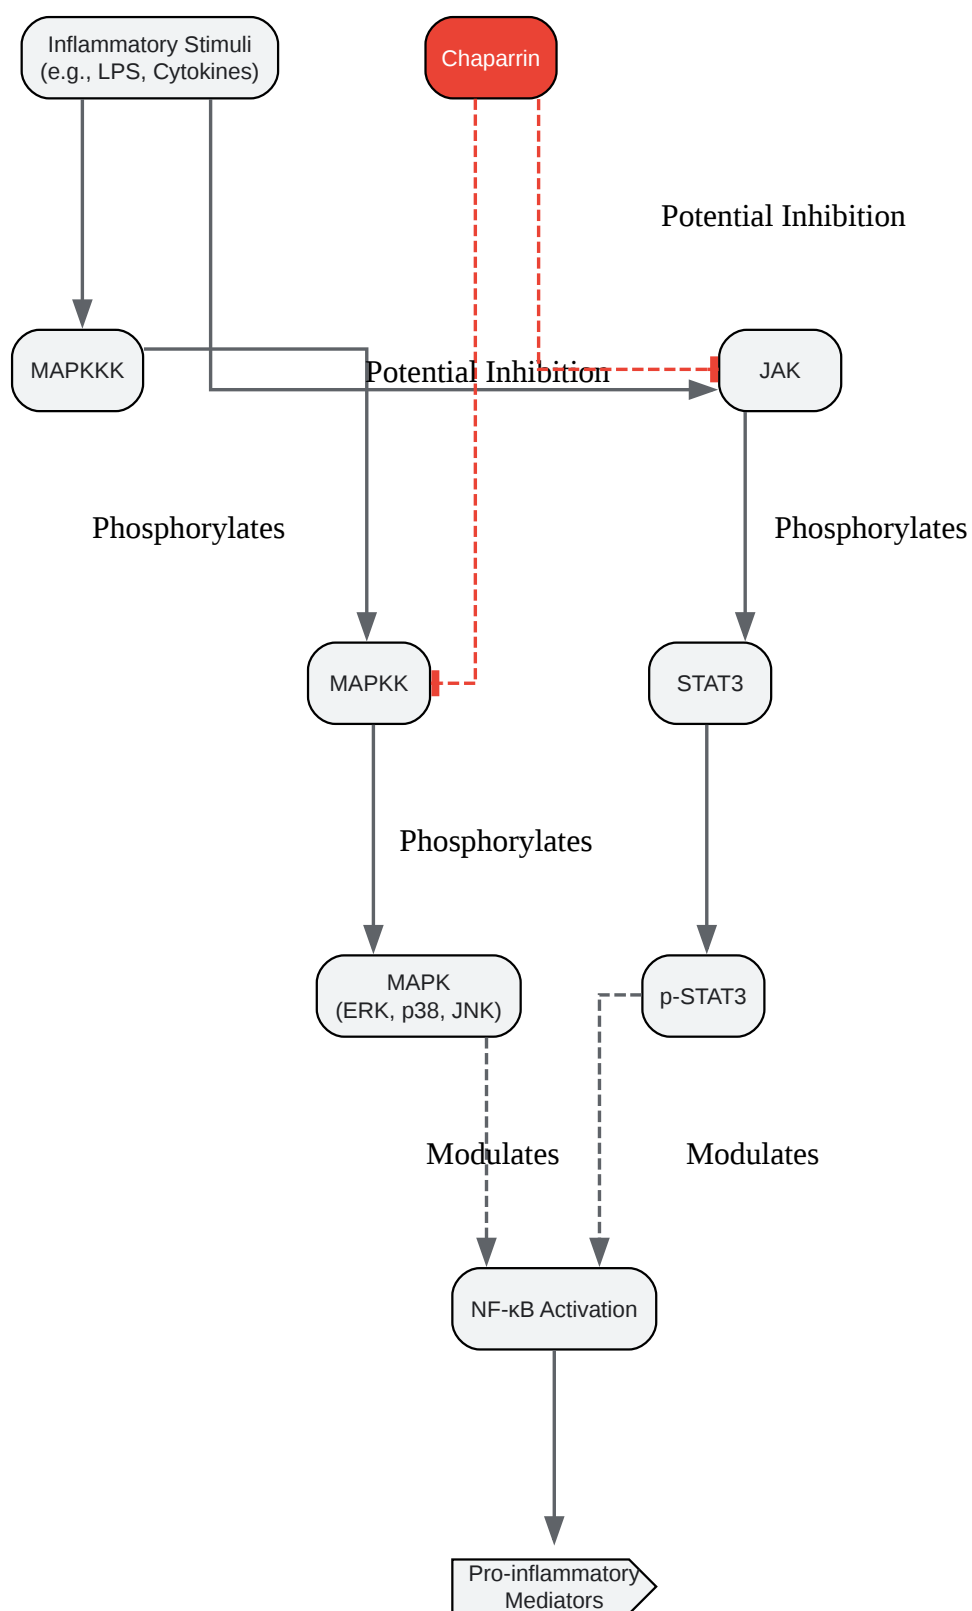 Inflammatory Stimuli
(e.g., LPS, Cytokines)
Chaparrin
Potential Inhibition
MAPKKK
Potential Inhibition
JAK
Phosphorylates
Phosphorylates
MAPKK
STAT3
Phosphorylates
MAPK
(ERK, p38, JNK)
p-STAT3
Modulates
Modulates
NF-κB Activation
Pro-inflammatory
Mediators